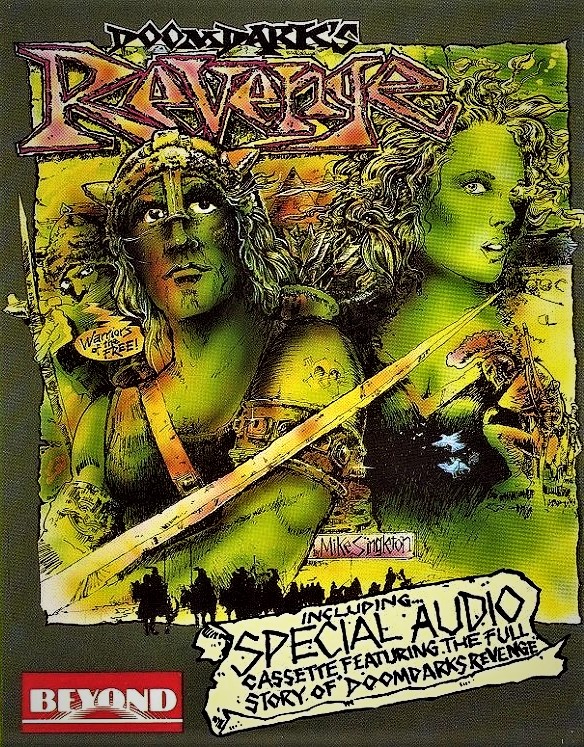 DOOMDARK'S
Revenge
Warriors
of the
FREE!
Mike Singleton
INCLUDING...
SPECIAL AUDIO
CASSETTE FEATURING THE FULL
STORY OF DOOMDARKS REVENGE
BEYOND